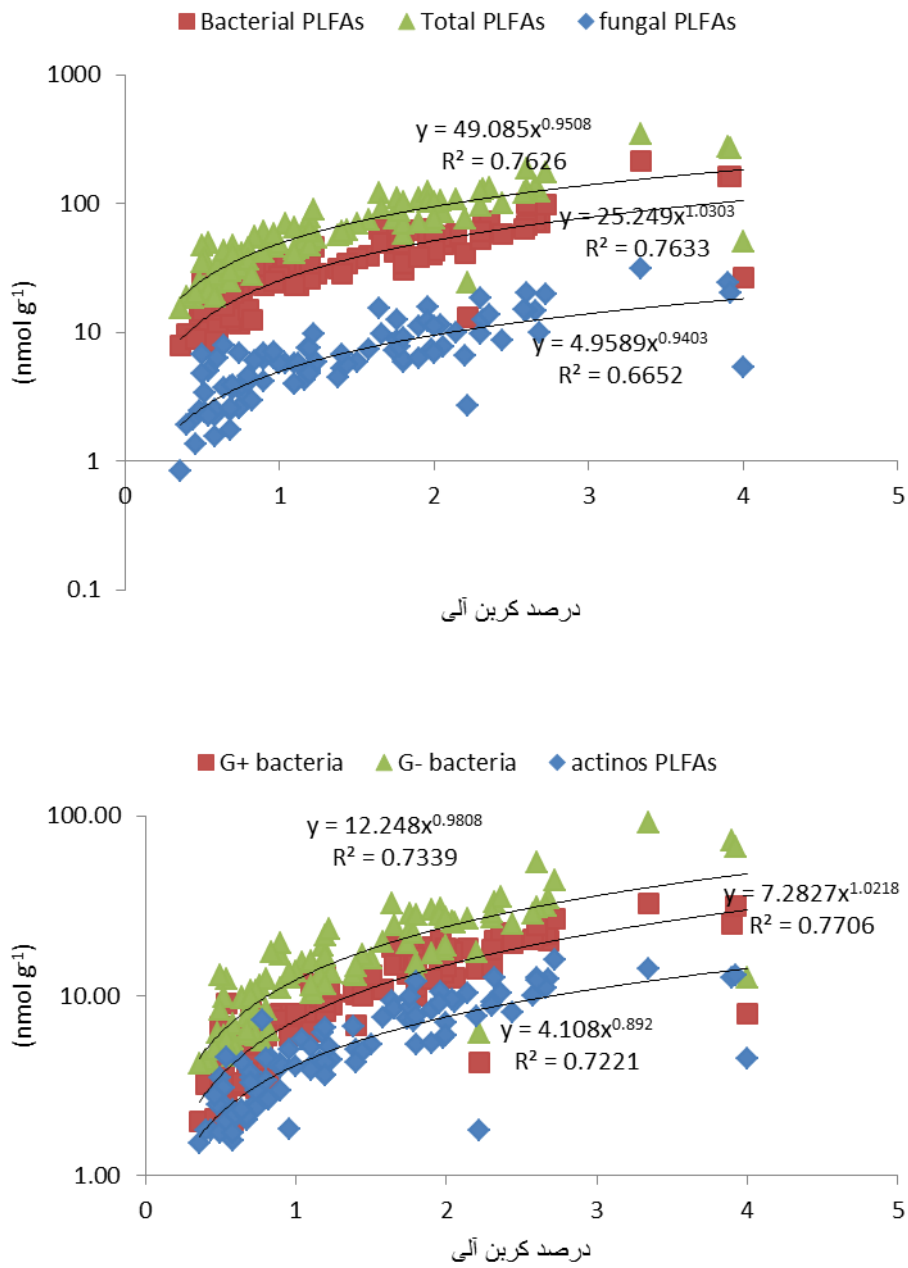 Bacterial PLFAs Total PLFAs fungal PLFAs
1000
y = 49.085x^0.9508
R² = 0.7626
100
y = 25.249x^1.0303
R² = 0.7633
10
y = 4.9589x^0.9403
R² = 0.6652
(nmol g⁻¹)
1
0 1 2 3 4 5
0.1
درصد کربن آلی
G+ bacteria G- bacteria actinos PLFAs
100.00
y = 12.248x^0.9808
R² = 0.7339
y = 7.2827x^1.0218
R² = 0.7706
10.00
(nmol g⁻¹)
y = 4.108x^0.892
R² = 0.7221
1.00
0 1 2 3 4 5
درصد کربن آلی